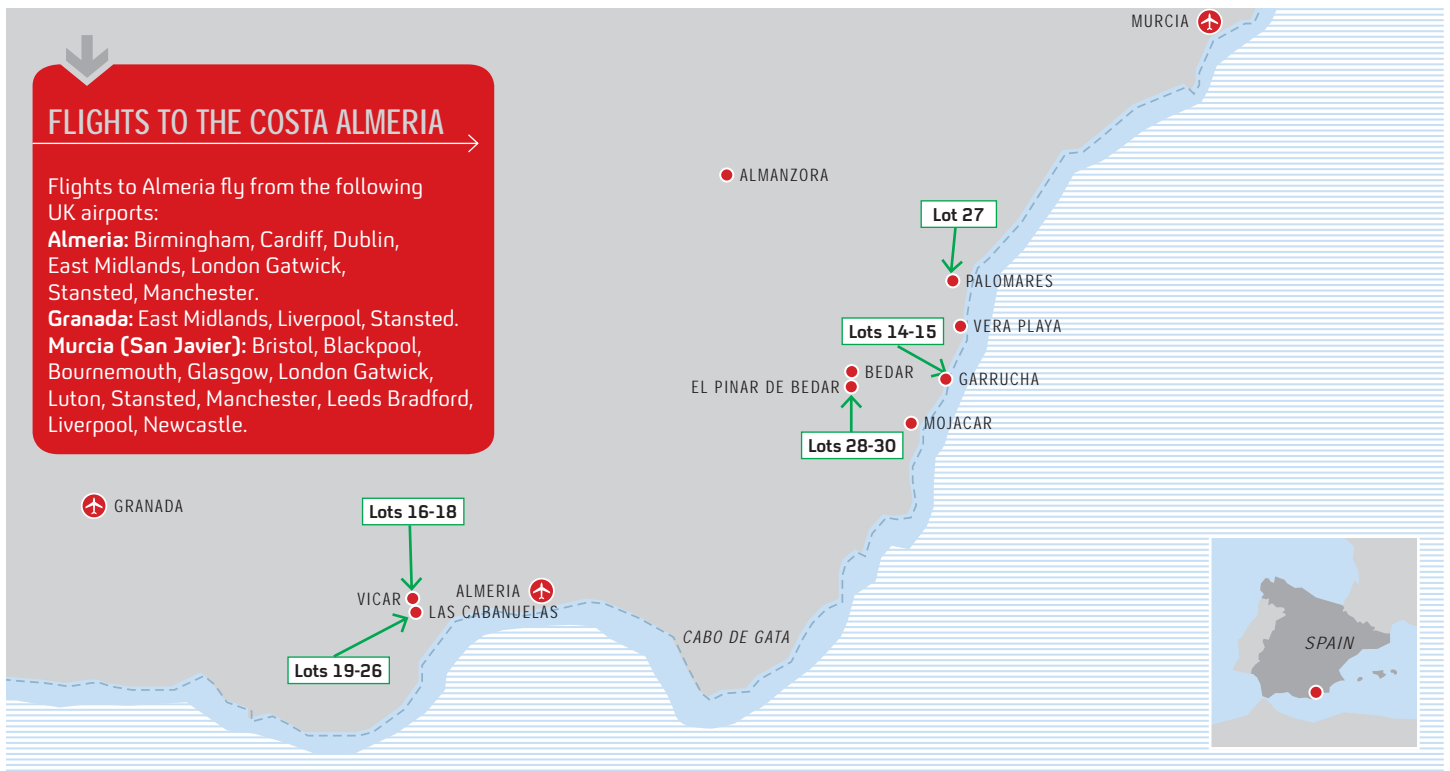 MURCIA
FLIGHTS TO THE COSTA ALMERIA
Flights to Almeria fly from the following
UK airports:
Almeria: Birmingham, Cardiff, Dublin,
East Midlands, London Gatwick,
Stansted, Manchester.
Granada: East Midlands, Liverpool, Stansted.
Murcia (San Javier): Bristol, Blackpool,
Bournemouth, Glasgow, London Gatwick,
Luton, Stansted, Manchester, Leeds Bradford,
Liverpool, Newcastle.
ALMANZORA
Lot 27
PALOMARES
VERA PLAYA
Lots 14-15
BEDAR
GARRUCHA
EL PINAR DE BEDAR
MOJACAR
Lots 28-30
GRANADA
Lots 16-18
ALMERIA
VICAR
LAS CABANUELAS
CABO DE GATA
Lots 19-26
SPAIN